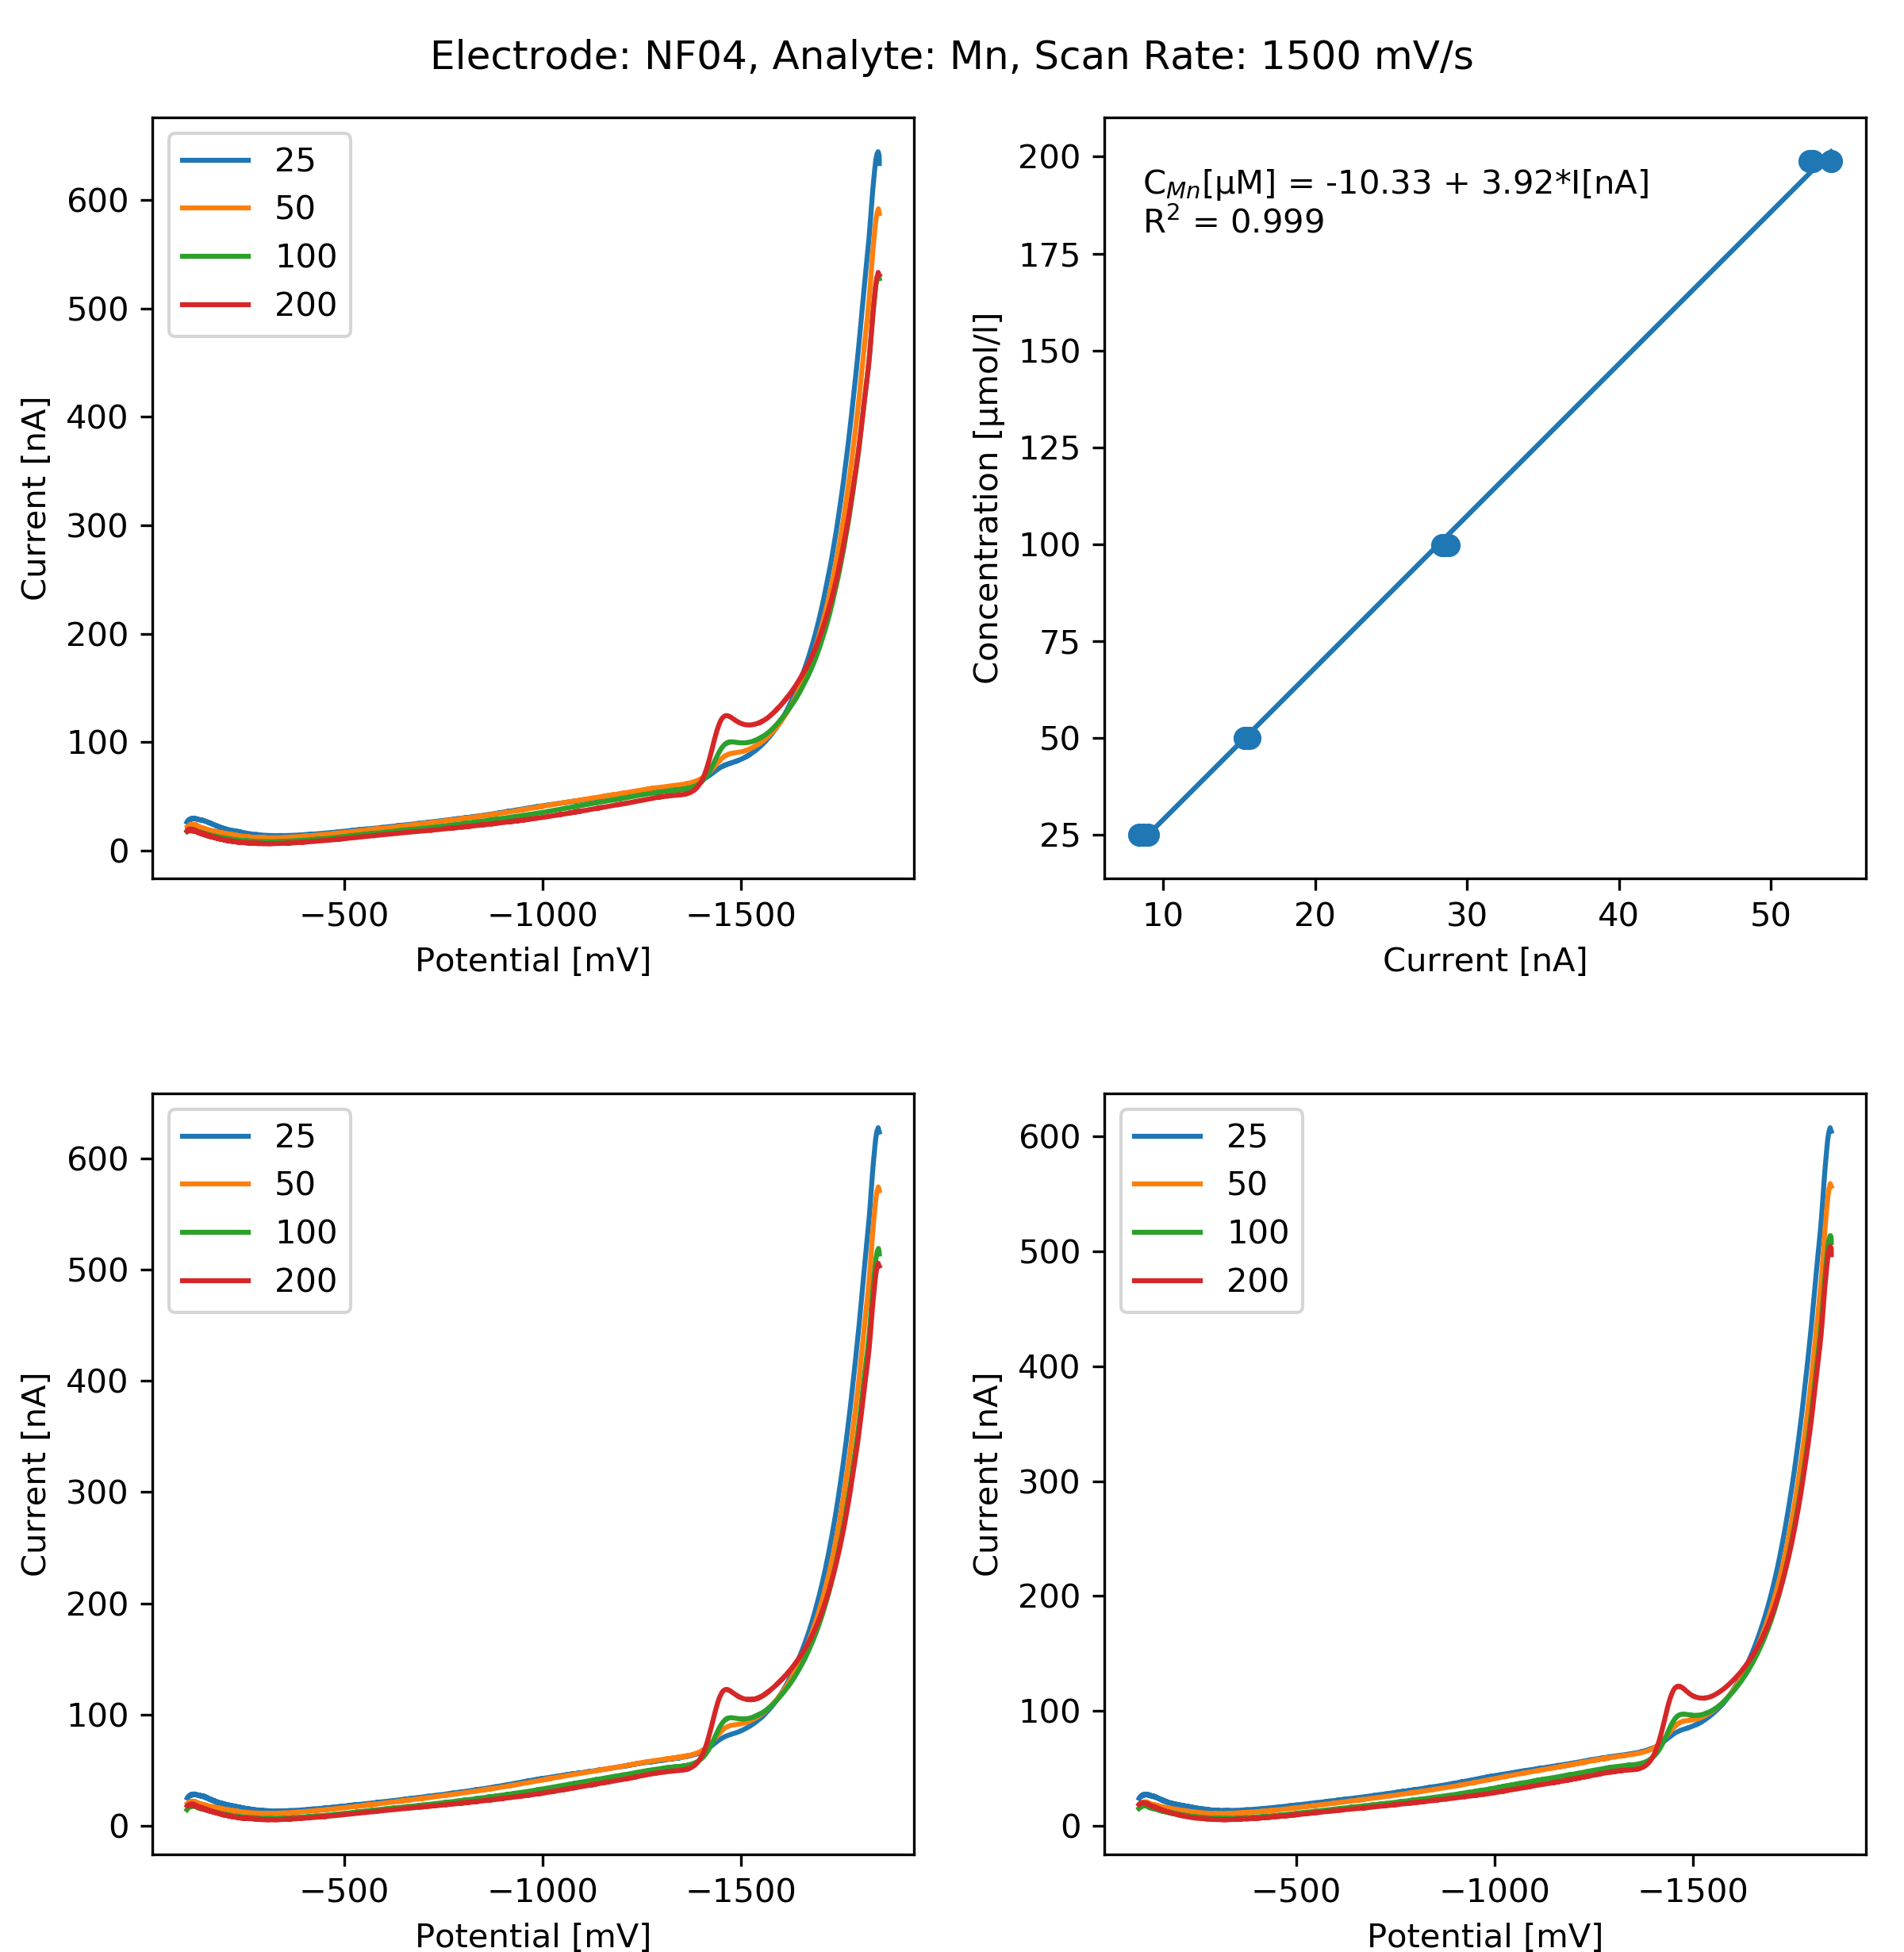 Electrode: NF04, Analyte: Mn, Scan Rate: 1500 mV/s
25
50
100
200
600
500
400
300
200
100
0
−500 −1000 −1500
Potential [mV]
Current [nA]
C_Mn[µM] = -10.33 + 3.92*I[nA]
R² = 0.999
200
175
150
125
100
75
50
25
10 20 30 40 50
Current [nA]
Concentration [µmol/l]
25
50
100
200
600
500
400
300
200
100
0
−500 −1000 −1500
Potential [mV]
Current [nA]
25
50
100
200
600
500
400
300
200
100
0
−500 −1000 −1500
Potential [mV]
Current [nA]